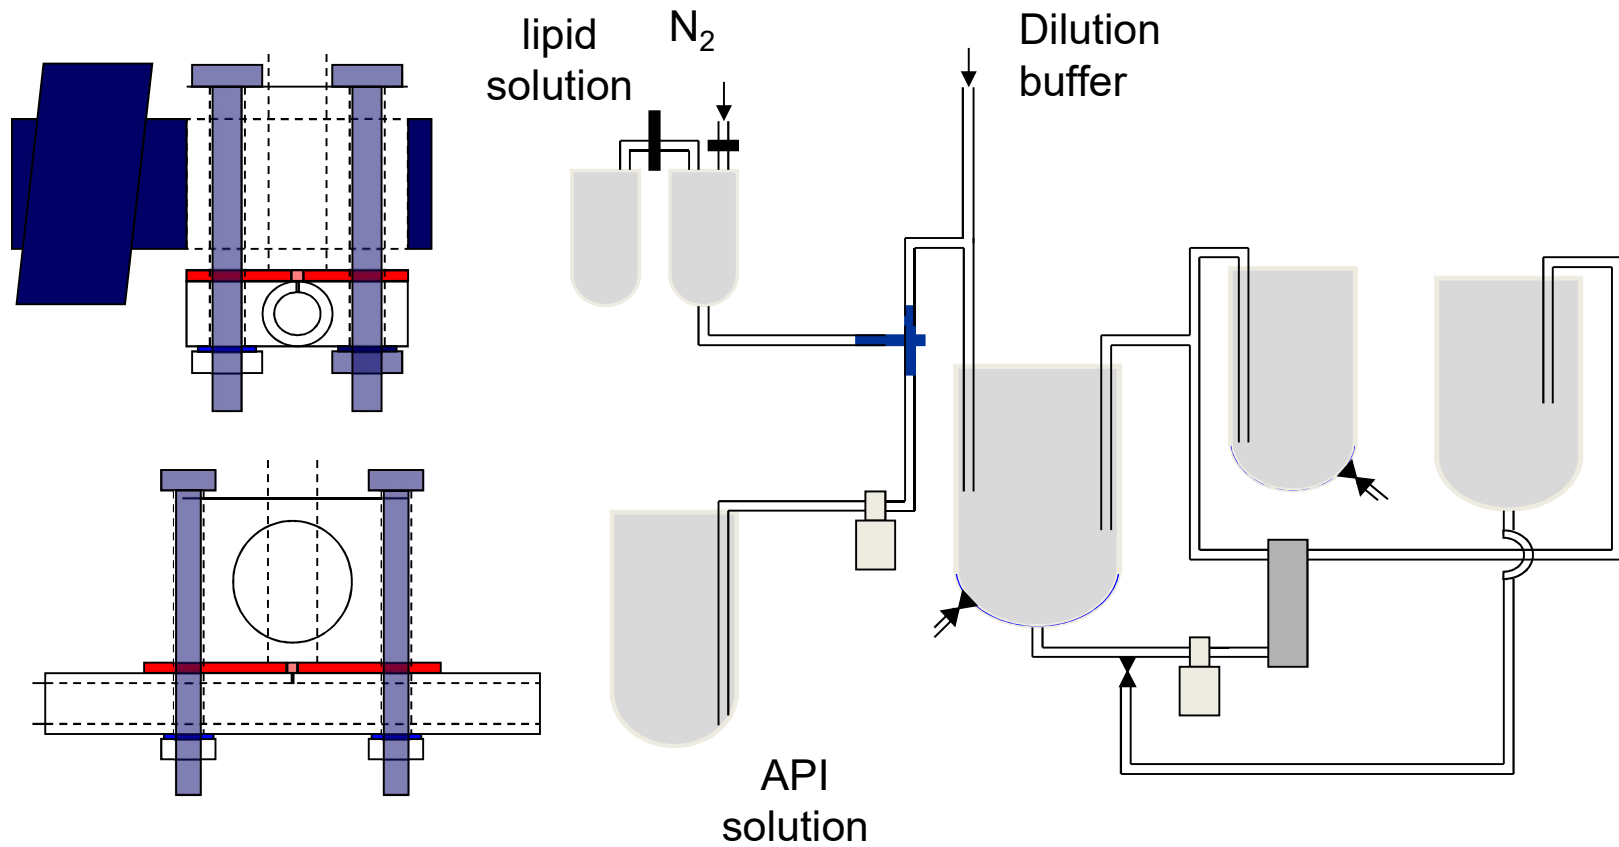 lipid
solution
N₂
Dilution
buffer
API
solution